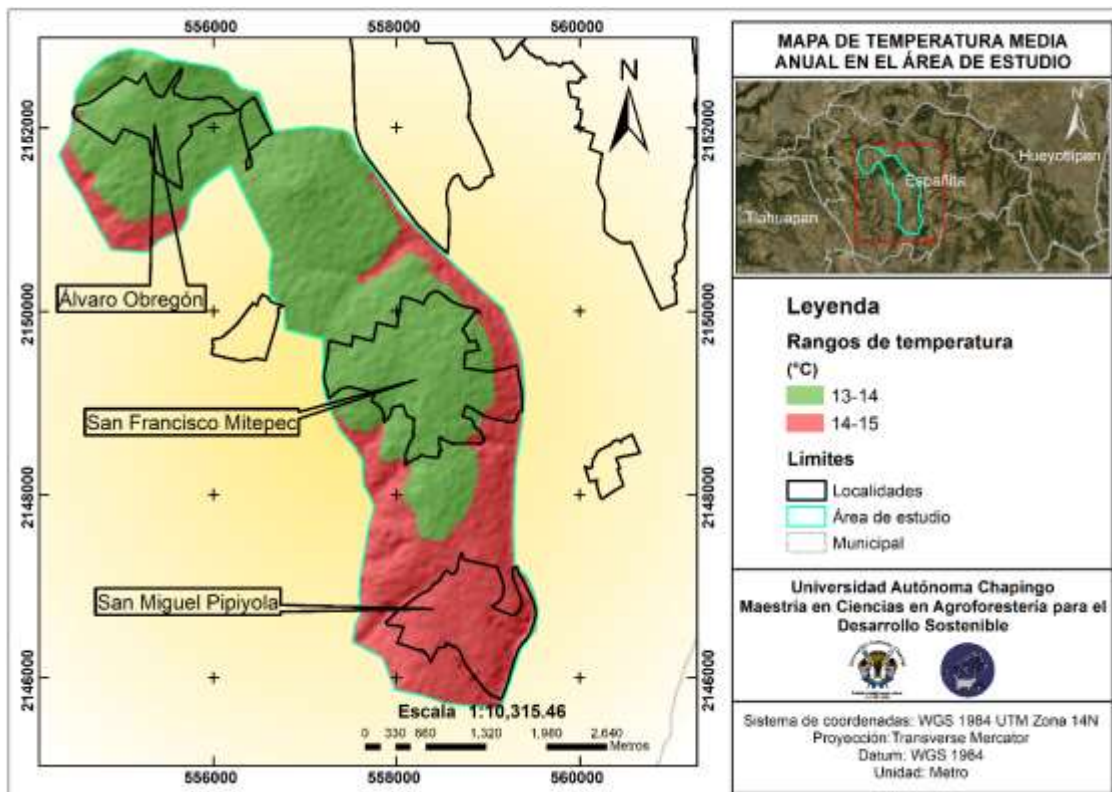 556000
558000
560000
2152000
2150000
2148000
2146000
2152000
2150000
2148000
2146000
N
Álvaro Obregón
San Francisco Mitepec
San Miguel Pipiyola
Escala 1:10,315.46
0 330 660 1,320 1,980 2,640
Metros
556000
558000
560000
MAPA DE TEMPERATURA MEDIA
ANUAL EN EL ÁREA DE ESTUDIO
N
Hueyotlipan
Españita
Tlahuapan
Leyenda
Rangos de temperatura
(°C)
13-14
14-15
Limites
Localidades
Área de estudio
Municipal
Universidad Autónoma Chapingo
Maestría en Ciencias en Agroforestería para el
Desarrollo Sostenible
Sistema de coordenadas: WGS 1984 UTM Zona 14N
Proyección: Transverse Mercator
Datum: WGS 1984
Unidad: Metro